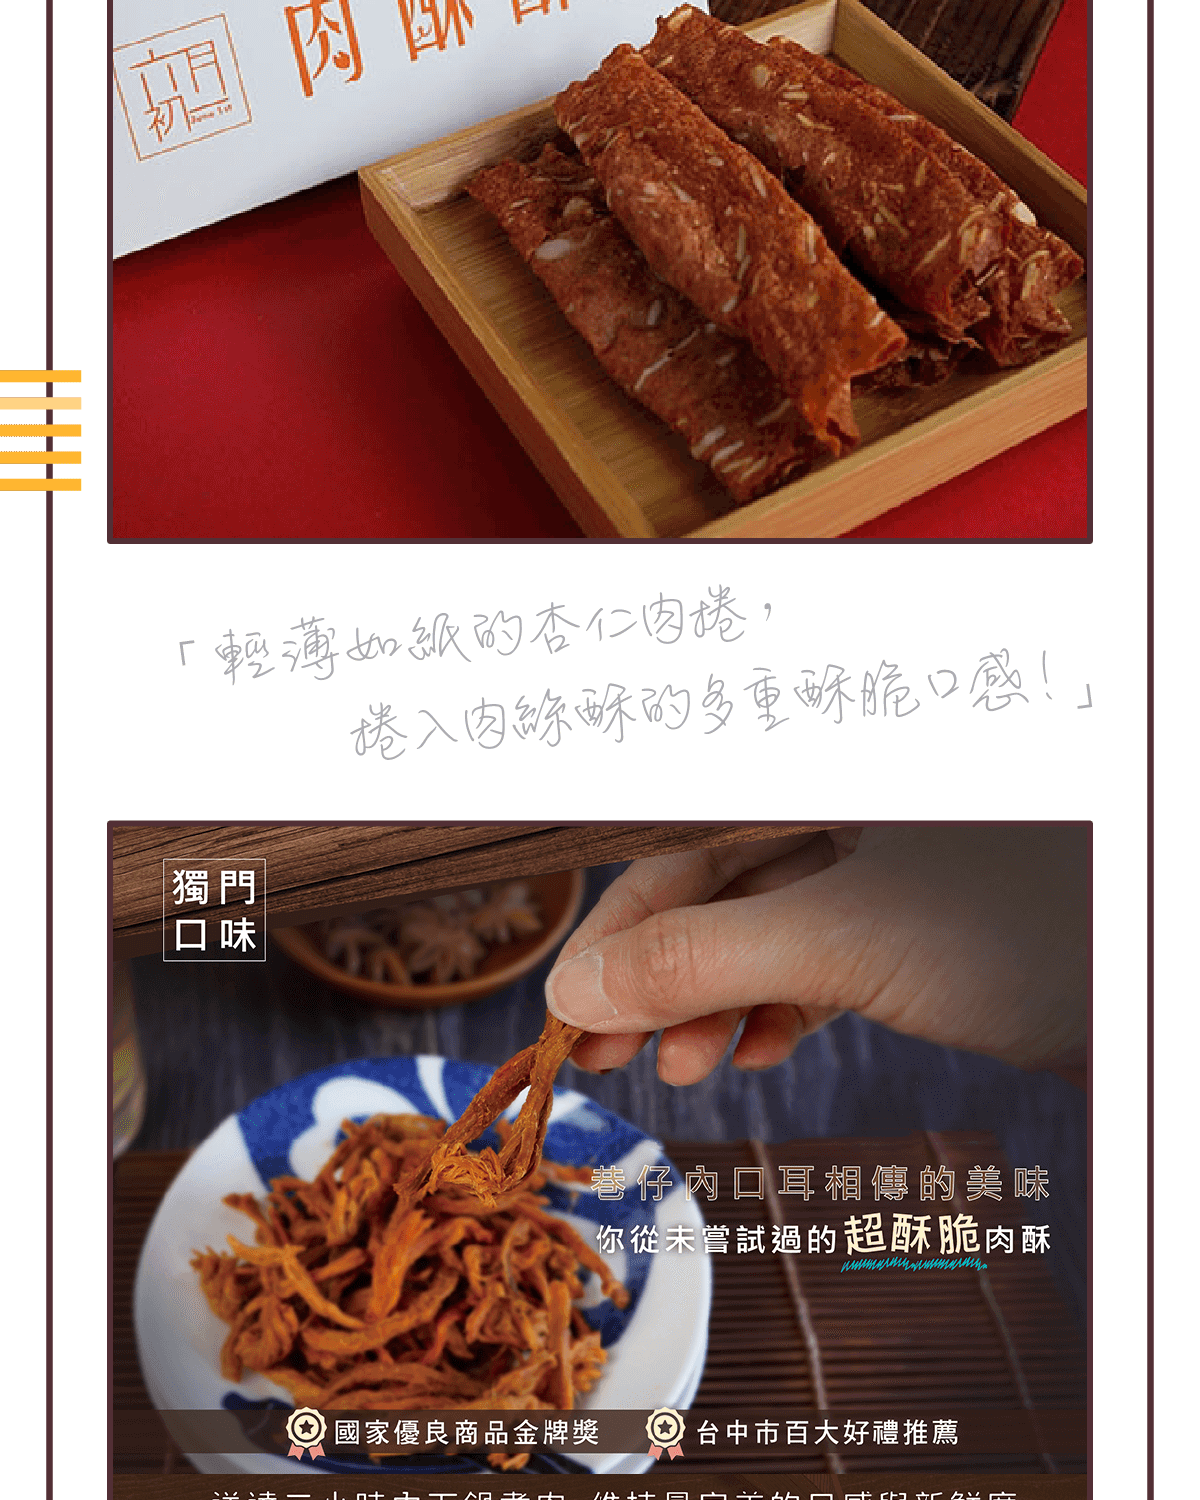 六月
初一
肉酥
「輕薄如紙的杏仁肉捲，
捲入肉絲酥的多重酥脆口感！」
獨門
口味
巷仔內口耳相傳的美味
你從未嘗試過的超酥脆肉酥
國家優良商品金牌獎
台中市百大好禮推薦